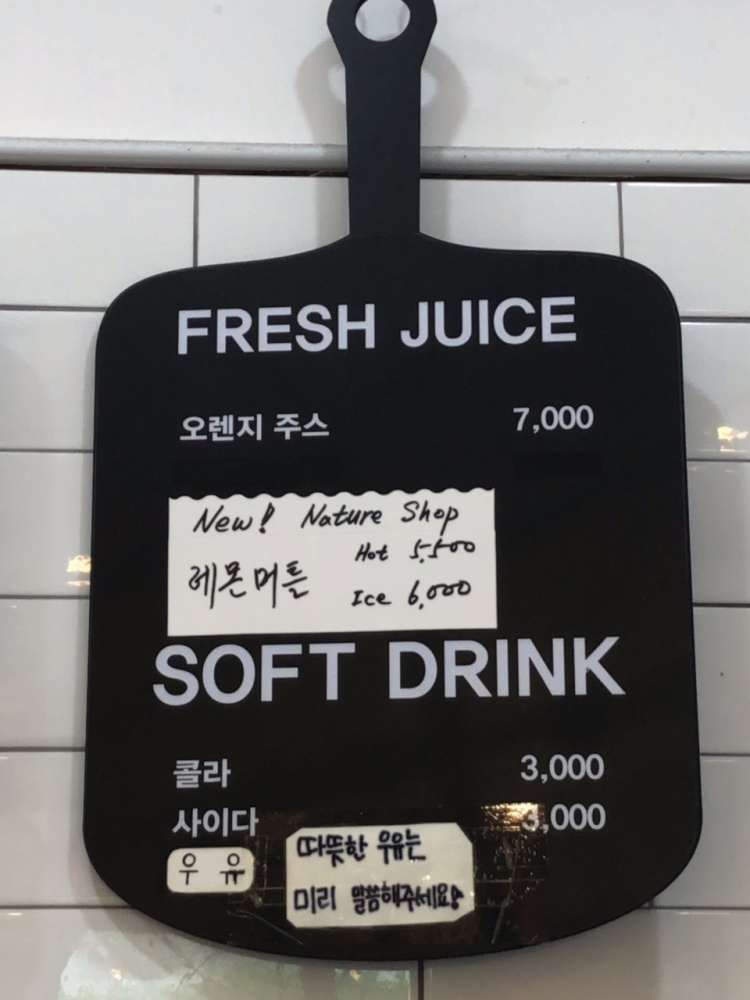 FRESH JUICE
오렌지 주스 7,000
New! Nature Shop
레몬머틀 Hot 5,500
Ice 6,000
SOFT DRINK
콜라 3,000
사이다 3,000
우 유
따뜻한 우유는
미리 말씀해주세요!